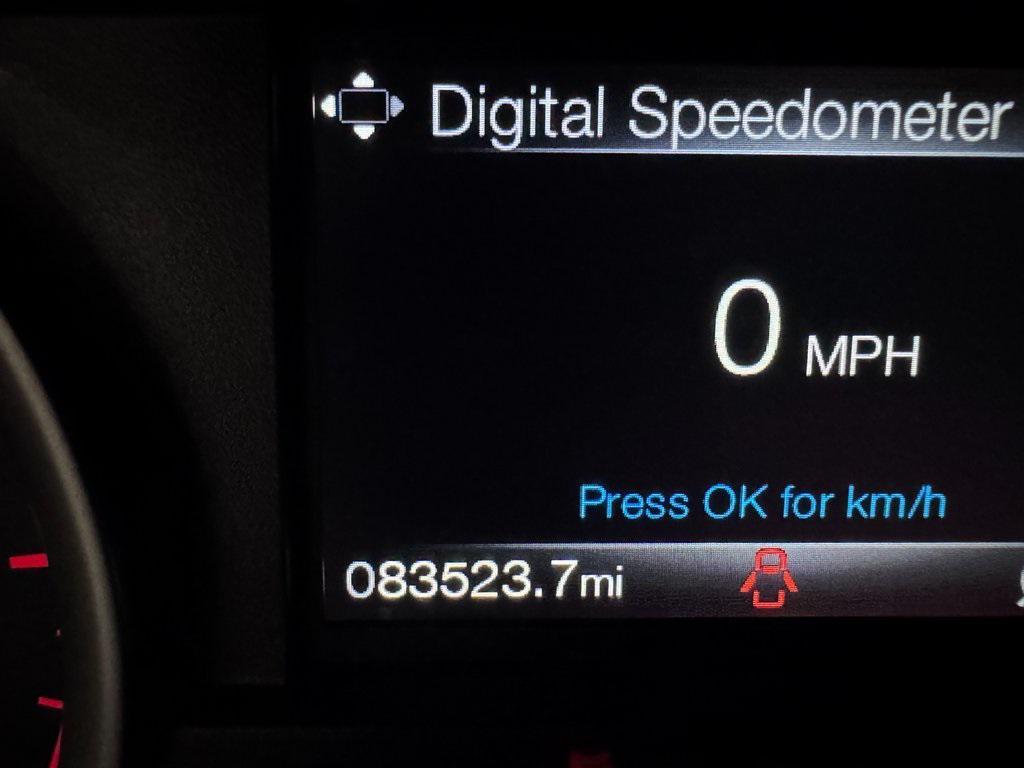 Digital Speedometer
0 MPH
Press OK for km/h
083523.7mi